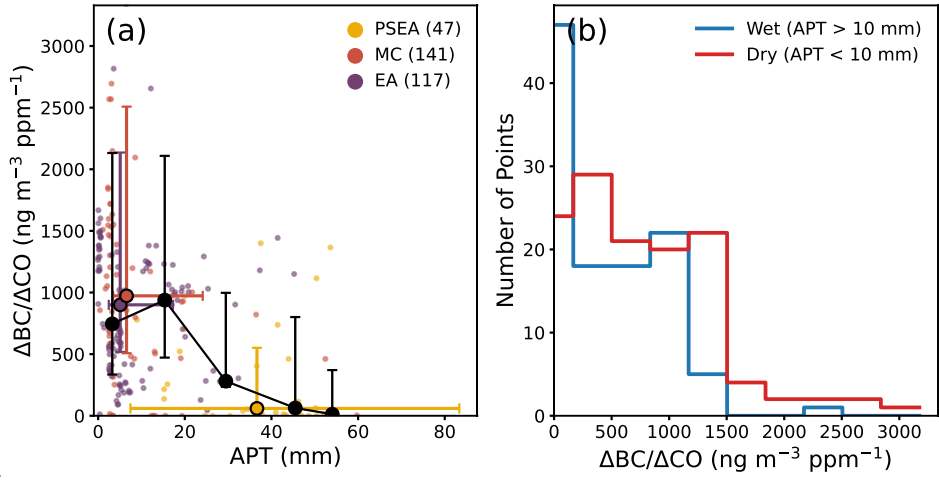 (a)
PSEA (47)
MC (141)
EA (117)
3000
2500
2000
1500
1000
500
0
ΔBC/ΔCO (ng m⁻³ ppm⁻¹)
0 20 40 60 80
APT (mm)
(b)
Wet (APT > 10 mm)
Dry (APT < 10 mm)
40
30
20
10
0
Number of Points
0 500 1000 1500 2000 2500 3000
ΔBC/ΔCO (ng m⁻³ ppm⁻¹)